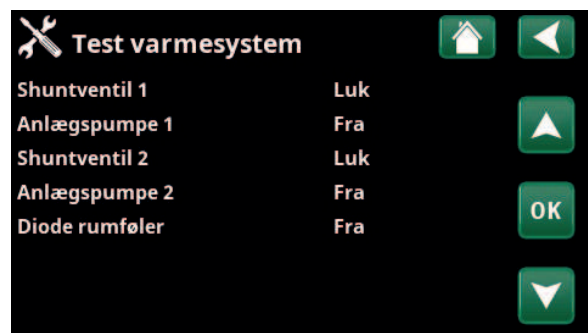 Test varmesystem
Shuntventil 1 Luk
Anlægspumpe 1 Fra
Shuntventil 2 Luk
Anlægspumpe 2 Fra
OK
Diode rumføler Fra